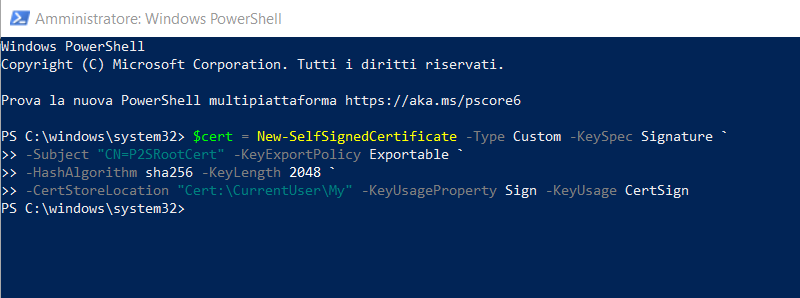 Amministratore: Windows PowerShell
Windows PowerShell
Copyright (C) Microsoft Corporation. Tutti i diritti riservati.
Prova la nuova PowerShell multipiattaforma https://aka.ms/pscore6
PS C:\windows\system32> $cert = New-SelfSignedCertificate -Type Custom -KeySpec Signature `
>> -Subject "CN=P2SRootCert" -KeyExportPolicy Exportable `
>> -HashAlgorithm sha256 -KeyLength 2048 `
>> -CertStoreLocation "Cert:\CurrentUser\My" -KeyUsageProperty Sign -KeyUsage CertSign
PS C:\windows\system32>